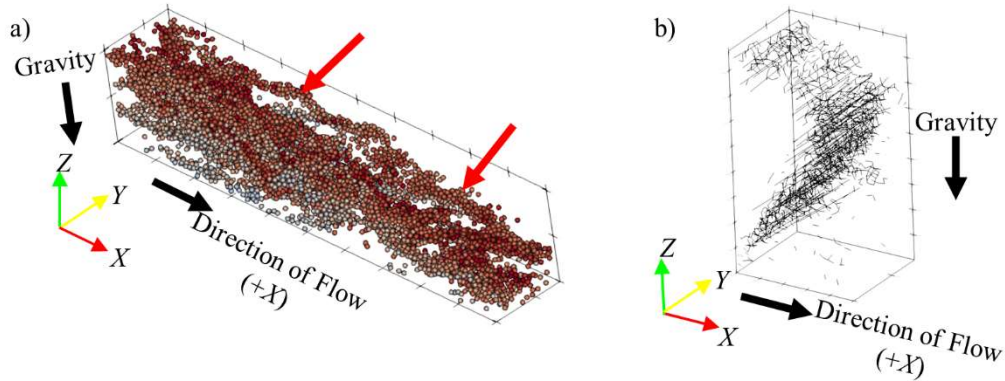 a)
Gravity
Z
Y
X
Direction of Flow
(+X)
b)
Gravity
Z
Y
X
Direction of Flow
(+X)